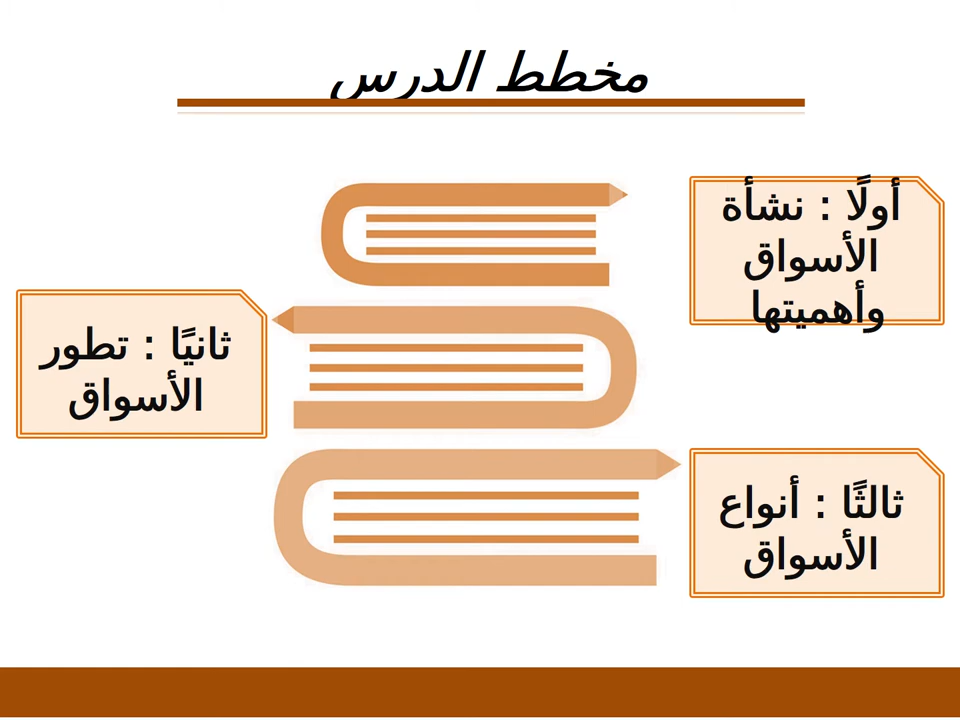 مخطط الدرس
أولًا : نشأة
الأسواق
وأهميتها
ثانيًا : تطور
الأسواق
ثالثًا : أنواع
الأسواق